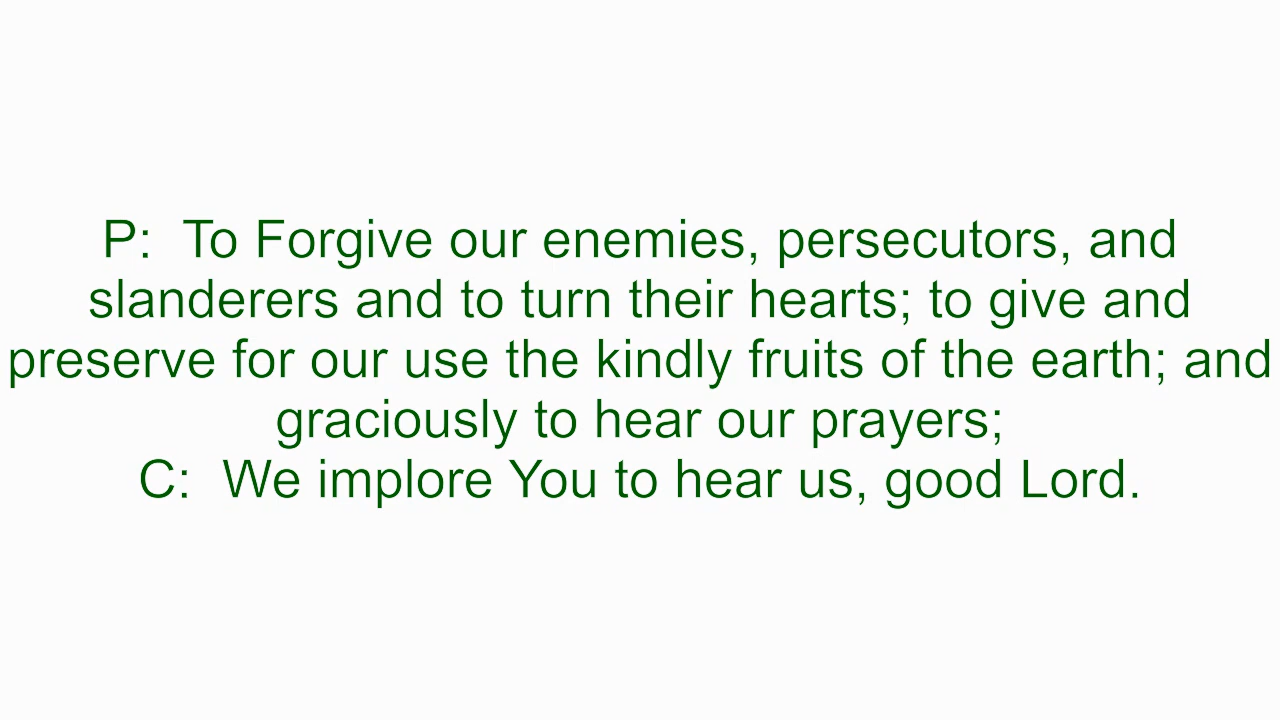 P:  To Forgive our enemies, persecutors, and
slanderers and to turn their hearts; to give and
preserve for our use the kindly fruits of the earth; and
graciously to hear our prayers;
C:  We implore You to hear us, good Lord.